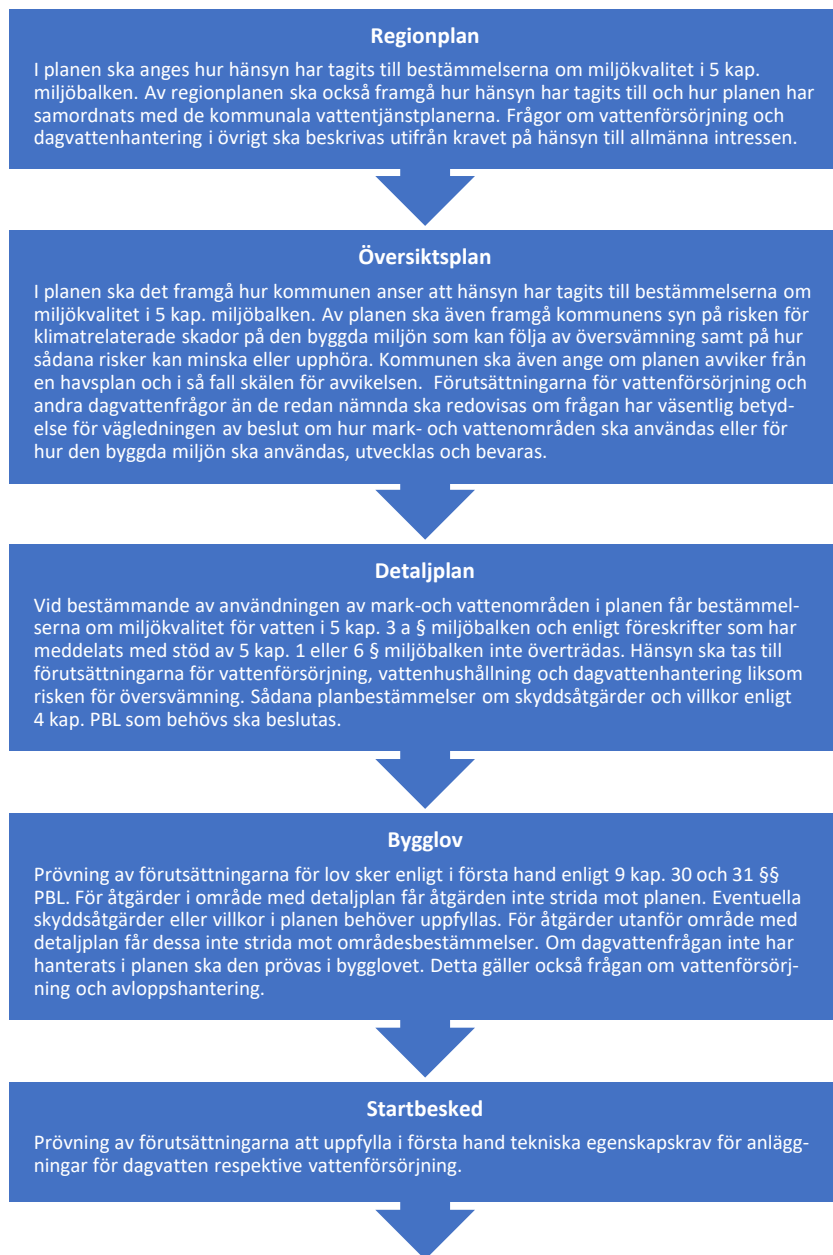 Regionplan
I planen ska anges hur hänsyn har tagits till bestämmelserna om miljökvalitet i 5 kap.
miljöbalken. Av regionplanen ska också framgå hur hänsyn har tagits till och hur planen har
samordnats med de kommunala vattentjänstplanerna. Frågor om vattenförsörjning och
dagvattenhantering i övrigt ska beskrivas utifrån kravet på hänsyn till allmänna intressen.
Översiktsplan
I planen ska det framgå hur kommunen anser att hänsyn har tagits till bestämmelserna om
miljökvalitet i 5 kap. miljöbalken. Av planen ska även framgå kommunens syn på risken för
klimatrelaterade skador på den byggda miljön som kan följa av översvämning samt på hur
sådana risker kan minska eller upphöra. Kommunen ska även ange om planen avviker från
en havsplan och i så fall skälen för avvikelsen.  Förutsättningarna för vattenförsörjning och
andra dagvattenfrågor än de redan nämnda ska redovisas om frågan har väsentlig betyd-
else för vägledningen av beslut om hur mark- och vattenområden ska användas eller för
hur den byggda miljön ska användas, utvecklas och bevaras.
Detaljplan
Vid bestämmande av användningen av mark-och vattenområden i planen får bestämmel-
serna om miljökvalitet för vatten i 5 kap. 3 a § miljöbalken och enligt föreskrifter som har
meddelats med stöd av 5 kap. 1 eller 6 § miljöbalken inte överträdas. Hänsyn ska tas till
förutsättningarna för vattenförsörjning, vattenhushållning och dagvattenhantering liksom
risken för översvämning. Sådana planbestämmelser om skyddsåtgärder och villkor enligt
4 kap. PBL som behövs ska beslutas.
Bygglov
Prövning av förutsättningarna för lov sker enligt i första hand enligt 9 kap. 30 och 31 §§
PBL. För åtgärder i område med detaljplan får åtgärden inte strida mot planen. Eventuella
skyddsåtgärder eller villkor i planen behöver uppfyllas. För åtgärder utanför område med
detaljplan får dessa inte strida mot områdesbestämmelser. Om dagvattenfrågan inte har
hanterats i planen ska den prövas i bygglovet. Detta gäller också frågan om vattenförsörj-
ning och avloppshantering.
Startbesked
Prövning av förutsättningarna att uppfylla i första hand tekniska egenskapskrav för anlägg-
ningar för dagvatten respektive vattenförsörjning.